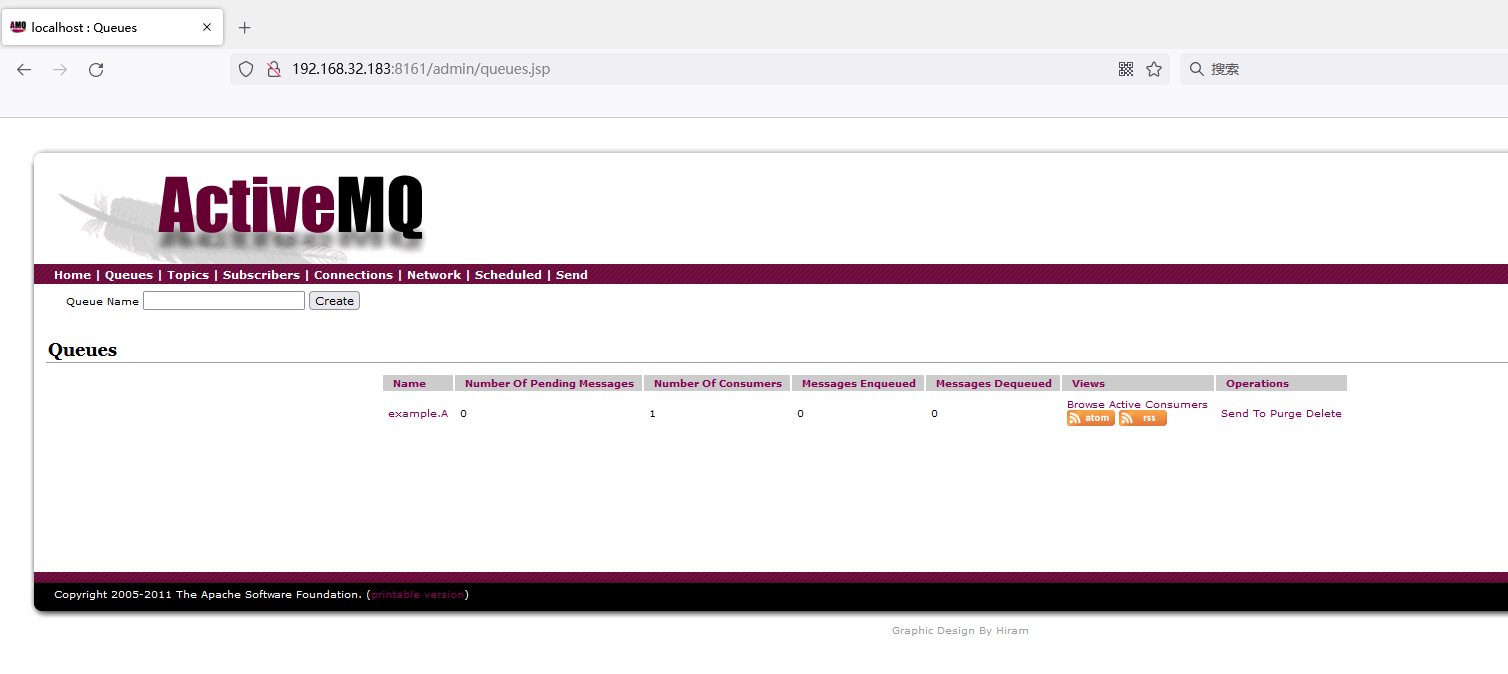 AMQ localhost : Queues
192.168.32.183:8161/admin/queues.jsp 搜索
ActiveMQ
Home | Queues | Topics | Subscribers | Connections | Network | Scheduled | Send
Queue Name Create
Queues
Name Number Of Pending Messages Number Of Consumers Messages Enqueued Messages Dequeued Views Operations
example.A 0 1 0 0 Browse Active Consumers Send To Purge Delete
atom rss
Copyright 2005-2011 The Apache Software Foundation. (printable version)
Graphic Design By Hiram